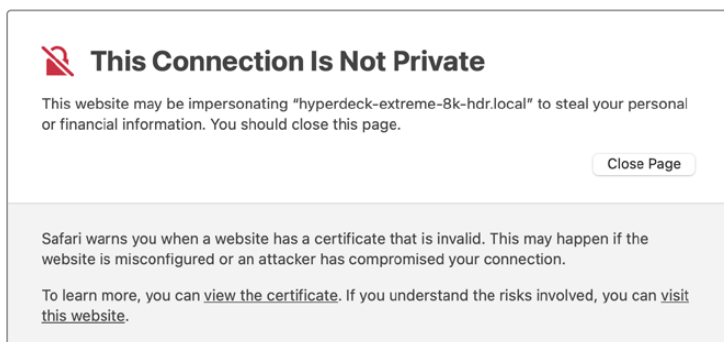 This Connection Is Not Private
This website may be impersonating “hyperdeck-extreme-8k-hdr.local” to steal your personal
or financial information. You should close this page.
Close Page
Safari warns you when a website has a certificate that is invalid. This may happen if the
website is misconfigured or an attacker has compromised your connection.
To learn more, you can view the certificate. If you understand the risks involved, you can visit
this website.